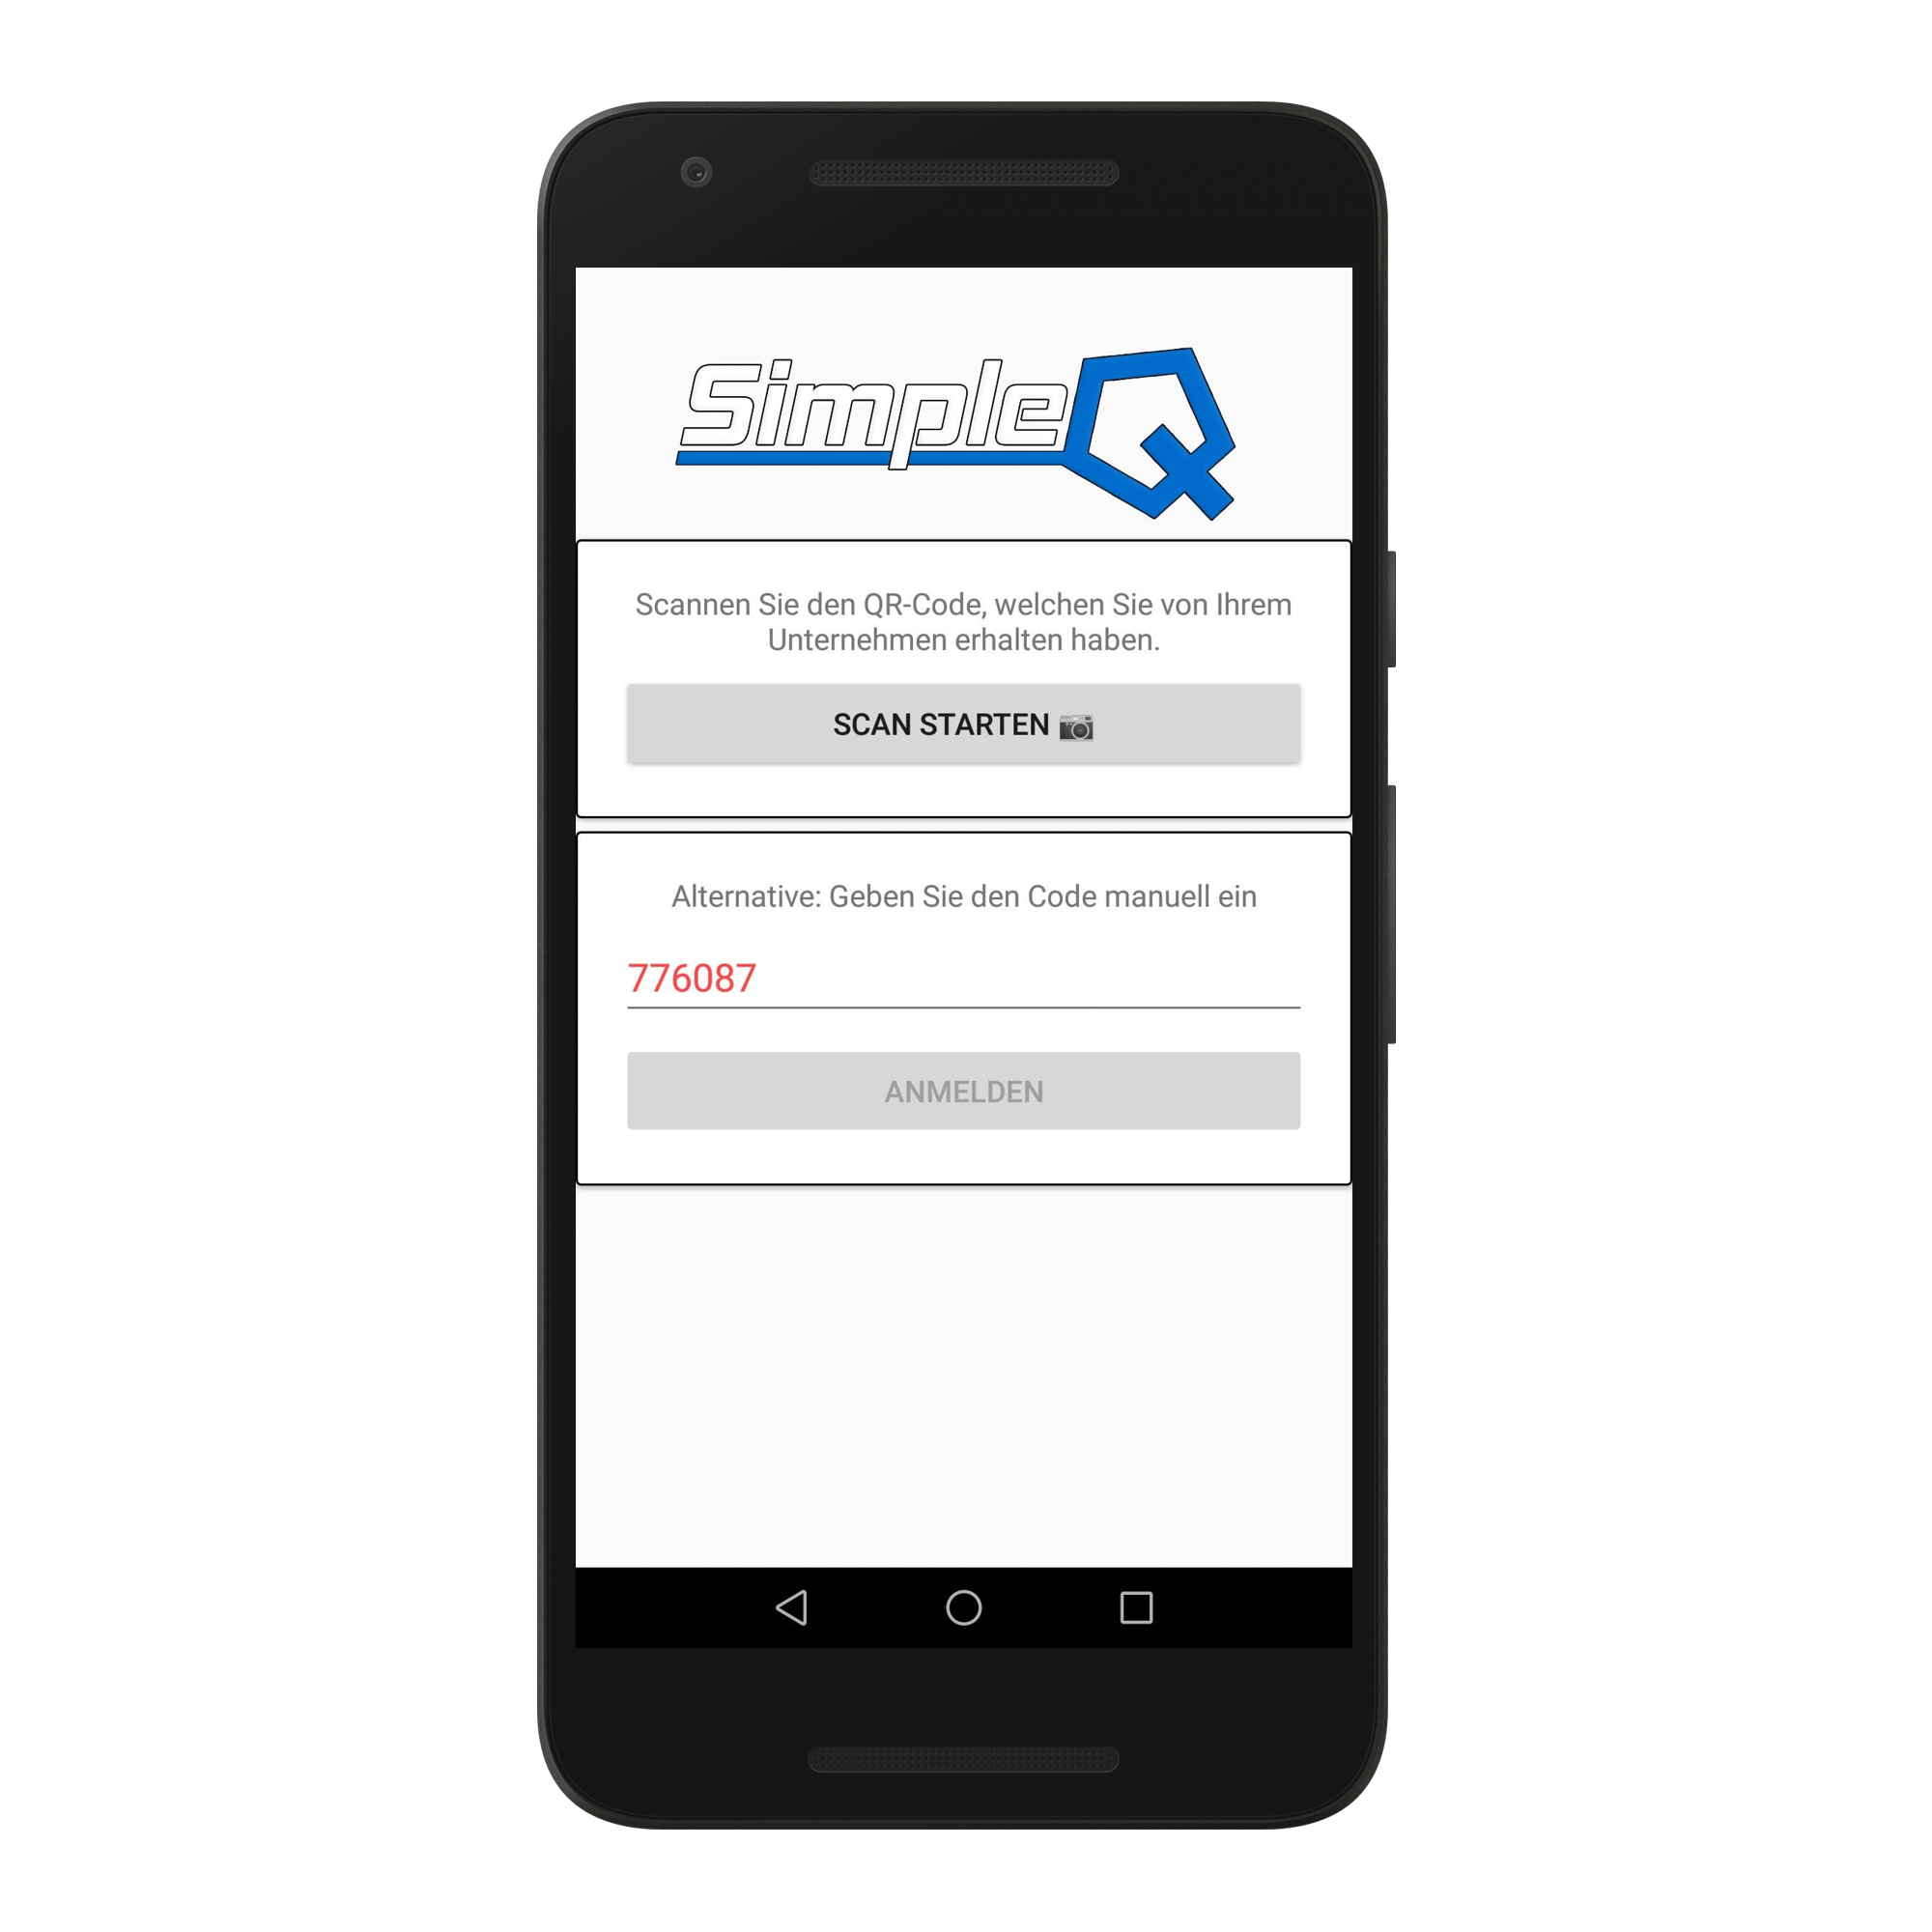 SimpleQ
Scannen Sie den QR-Code, welchen Sie von Ihrem
Unternehmen erhalten haben.
SCAN STARTEN 📷
Alternative: Geben Sie den Code manuell ein
776087
ANMELDEN